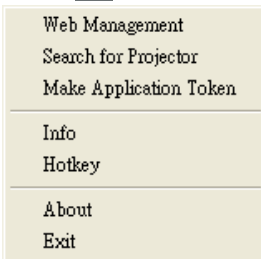 Web Management
Search for Projector
Make Application Token
Info
Hotkey
About
Exit